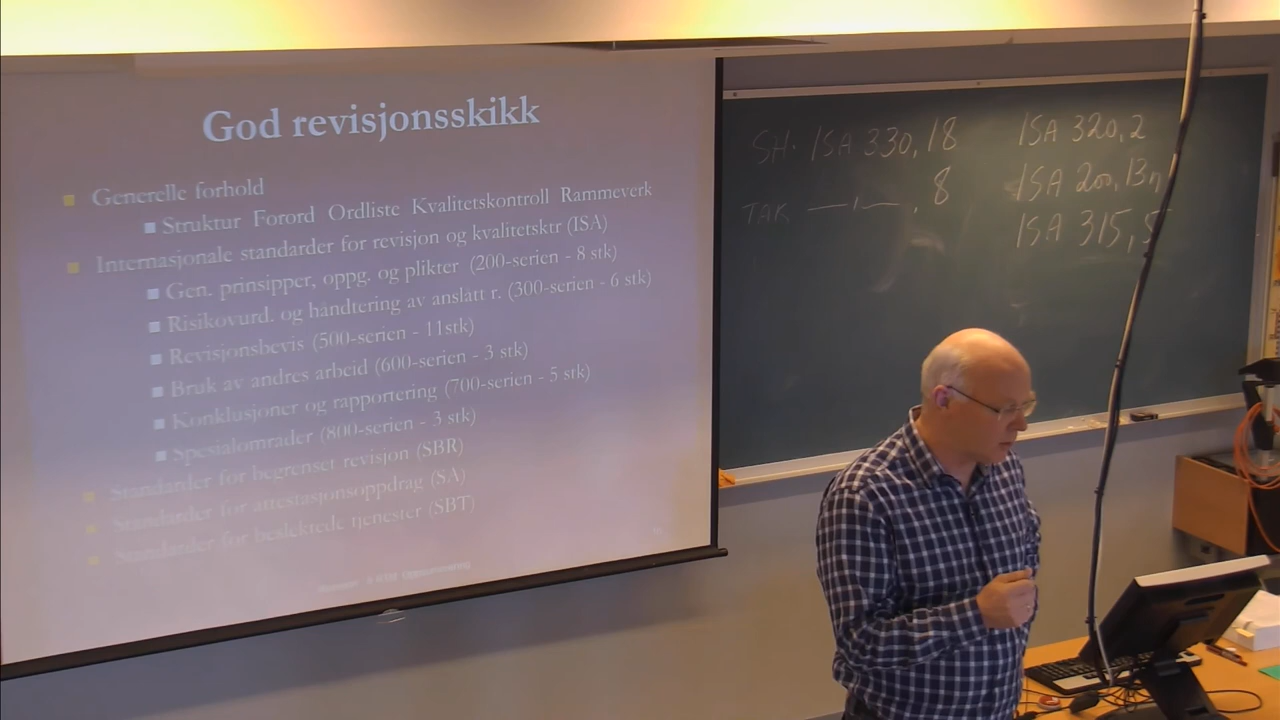 God revisjonsskikk
Generelle forhold
Struktur Forord Ordliste Kvalitetskontroll Rammeverk
Internasjonale standarder for revisjon og kvalitetsktr (ISA)
Gen. prinsipper, oppg. og plikter (200-serien - 8 stk)
Risikovurd. og håndtering av anslått r. (300-serien - 6 stk)
Revisjonsbevis (500-serien - 11stk)
Bruk av andres arbeid (600-serien - 3 stk)
Konklusjoner og rapportering (700-serien - 5 stk)
Spesialområder (800-serien - 3 stk)
Standarder for begrenset revisjon (SBR)
Standarder for attestasjonsoppdrag (SA)
Standarder for beslektede tjenester (SBT)
SH. ISA 330, 18
TAK —〃— , 8
ISA 320, 2
ISA 200, 13
ISA 315, 5